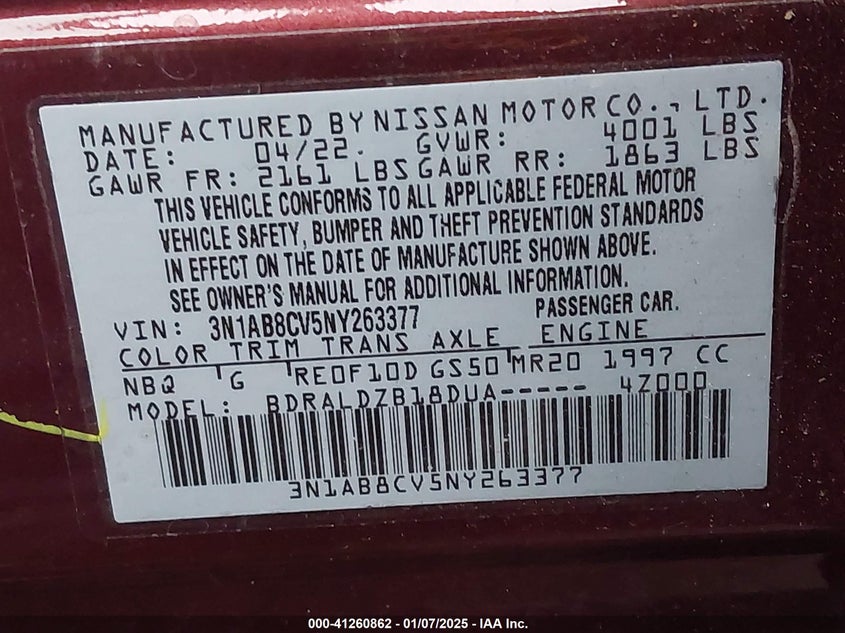 MANUFACTURED BY NISSAN MOTOR CO., LTD.
DATE: 04/22. GVWR: 4001 LBS
GAWR FR: 2161 LBS GAWR RR: 1863 LBS
THIS VEHICLE CONFORMS TO ALL APPLICABLE FEDERAL MOTOR
VEHICLE SAFETY, BUMPER AND THEFT PREVENTION STANDARDS
IN EFFECT ON THE DATE OF MANUFACTURE SHOWN ABOVE.
SEE OWNER'S MANUAL FOR ADDITIONAL INFORMATION.
VIN: 3N1AB8CV5NY263377 PASSENGER CAR.
COLOR TRIM TRANS AXLE ENGINE
NBQ G RE0F10D GS50 MR20 1997 CC
MODEL: BDRALDZB18DUA----- 4Z000
3N1AB8CV5NY263377
000-41260862 - 01/07/2025 - IAA Inc.